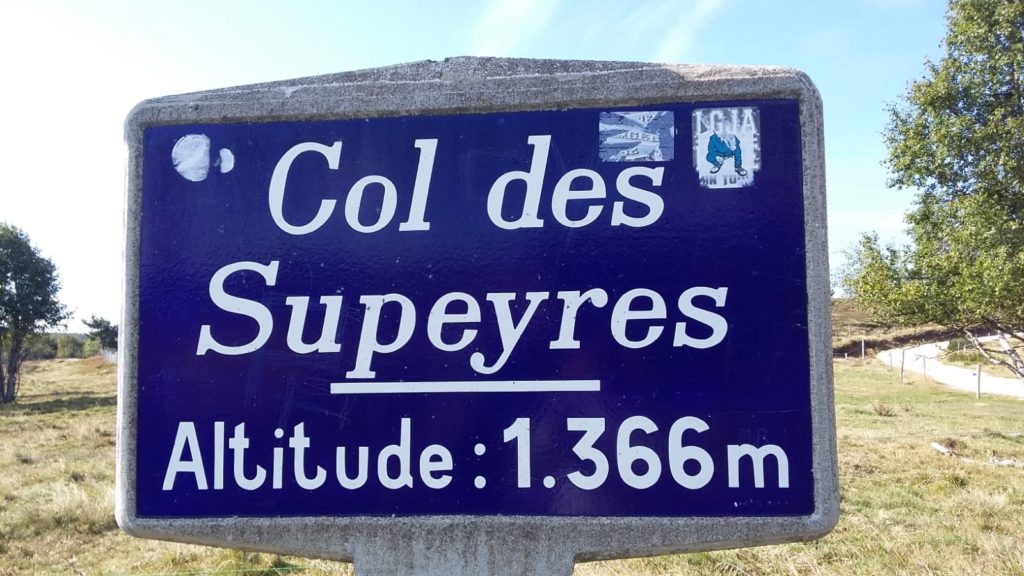 Col des
Supeyres
Altitude : 1.366 m